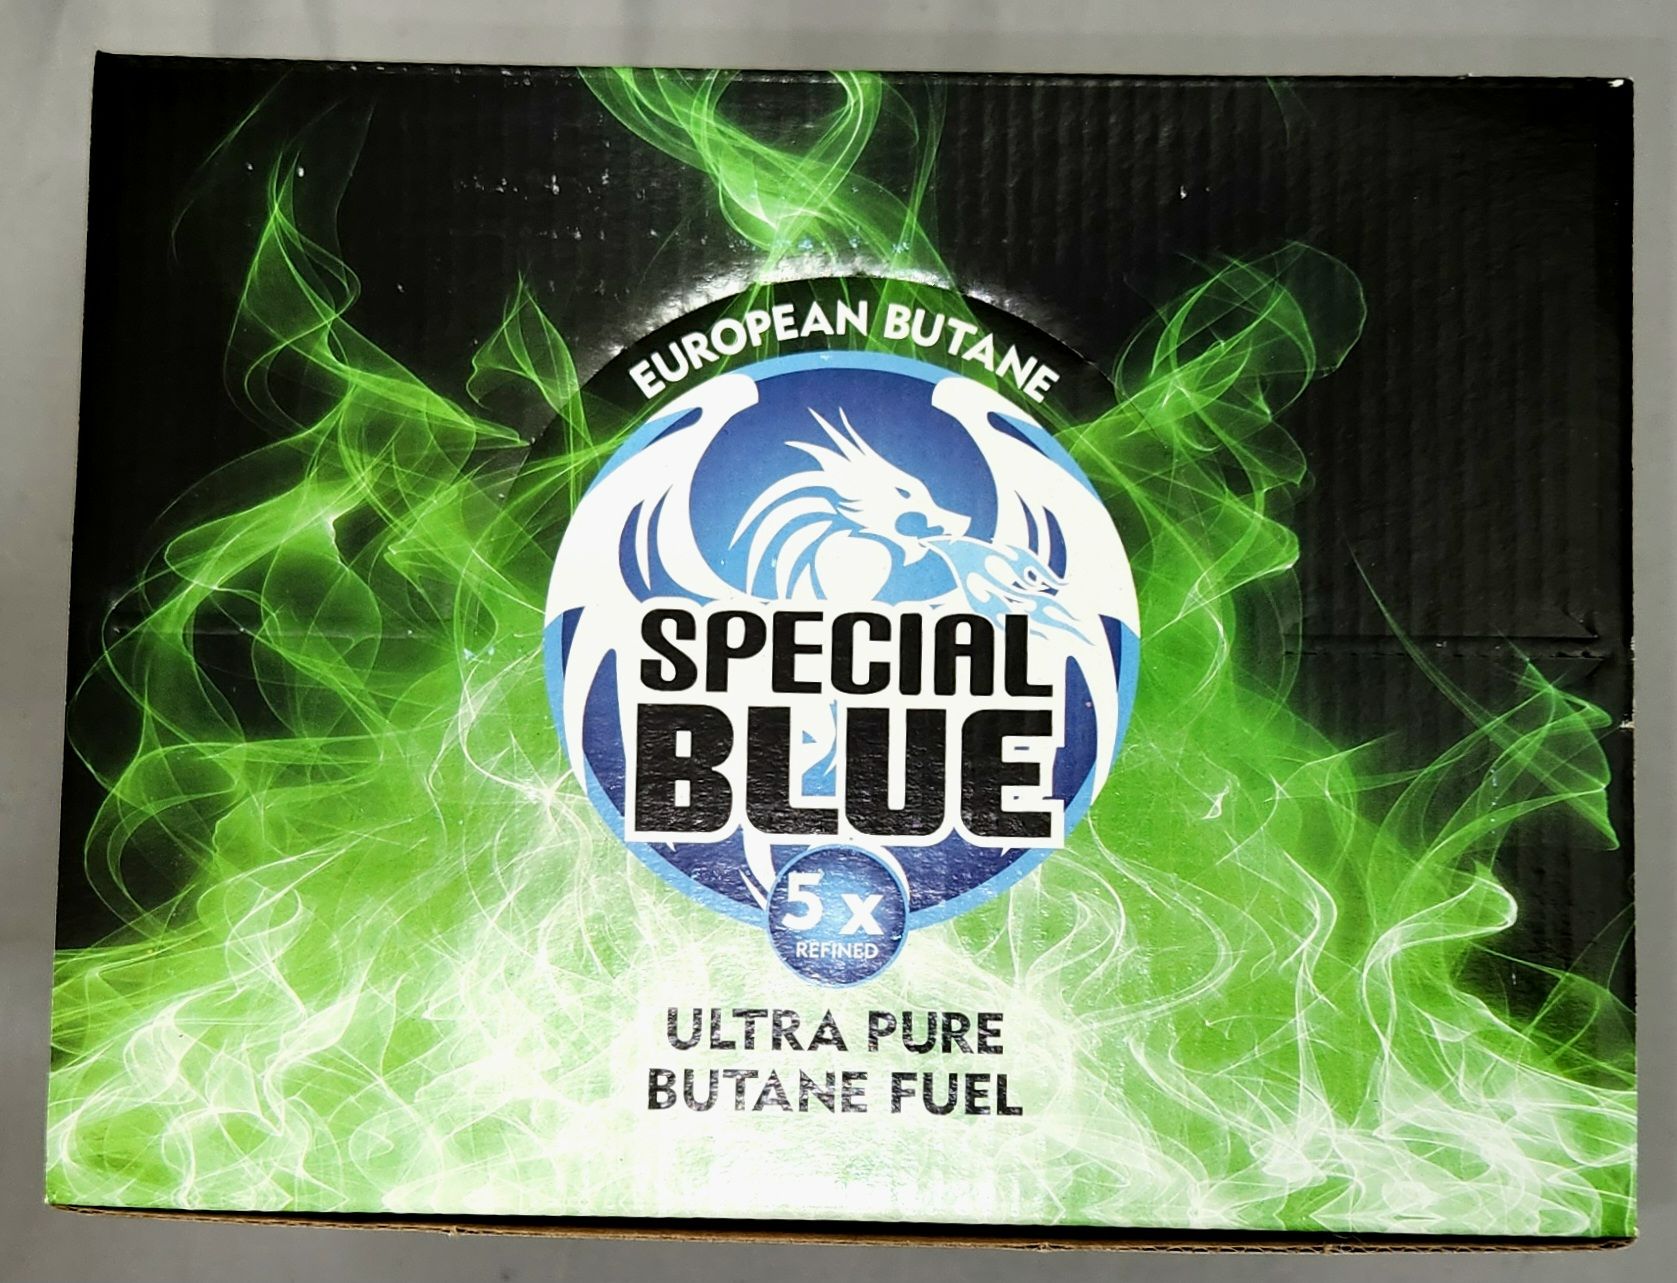 EUROPEAN BUTANE
SPECIAL
BLUE
5x
REFINED
ULTRA PURE
BUTANE FUEL